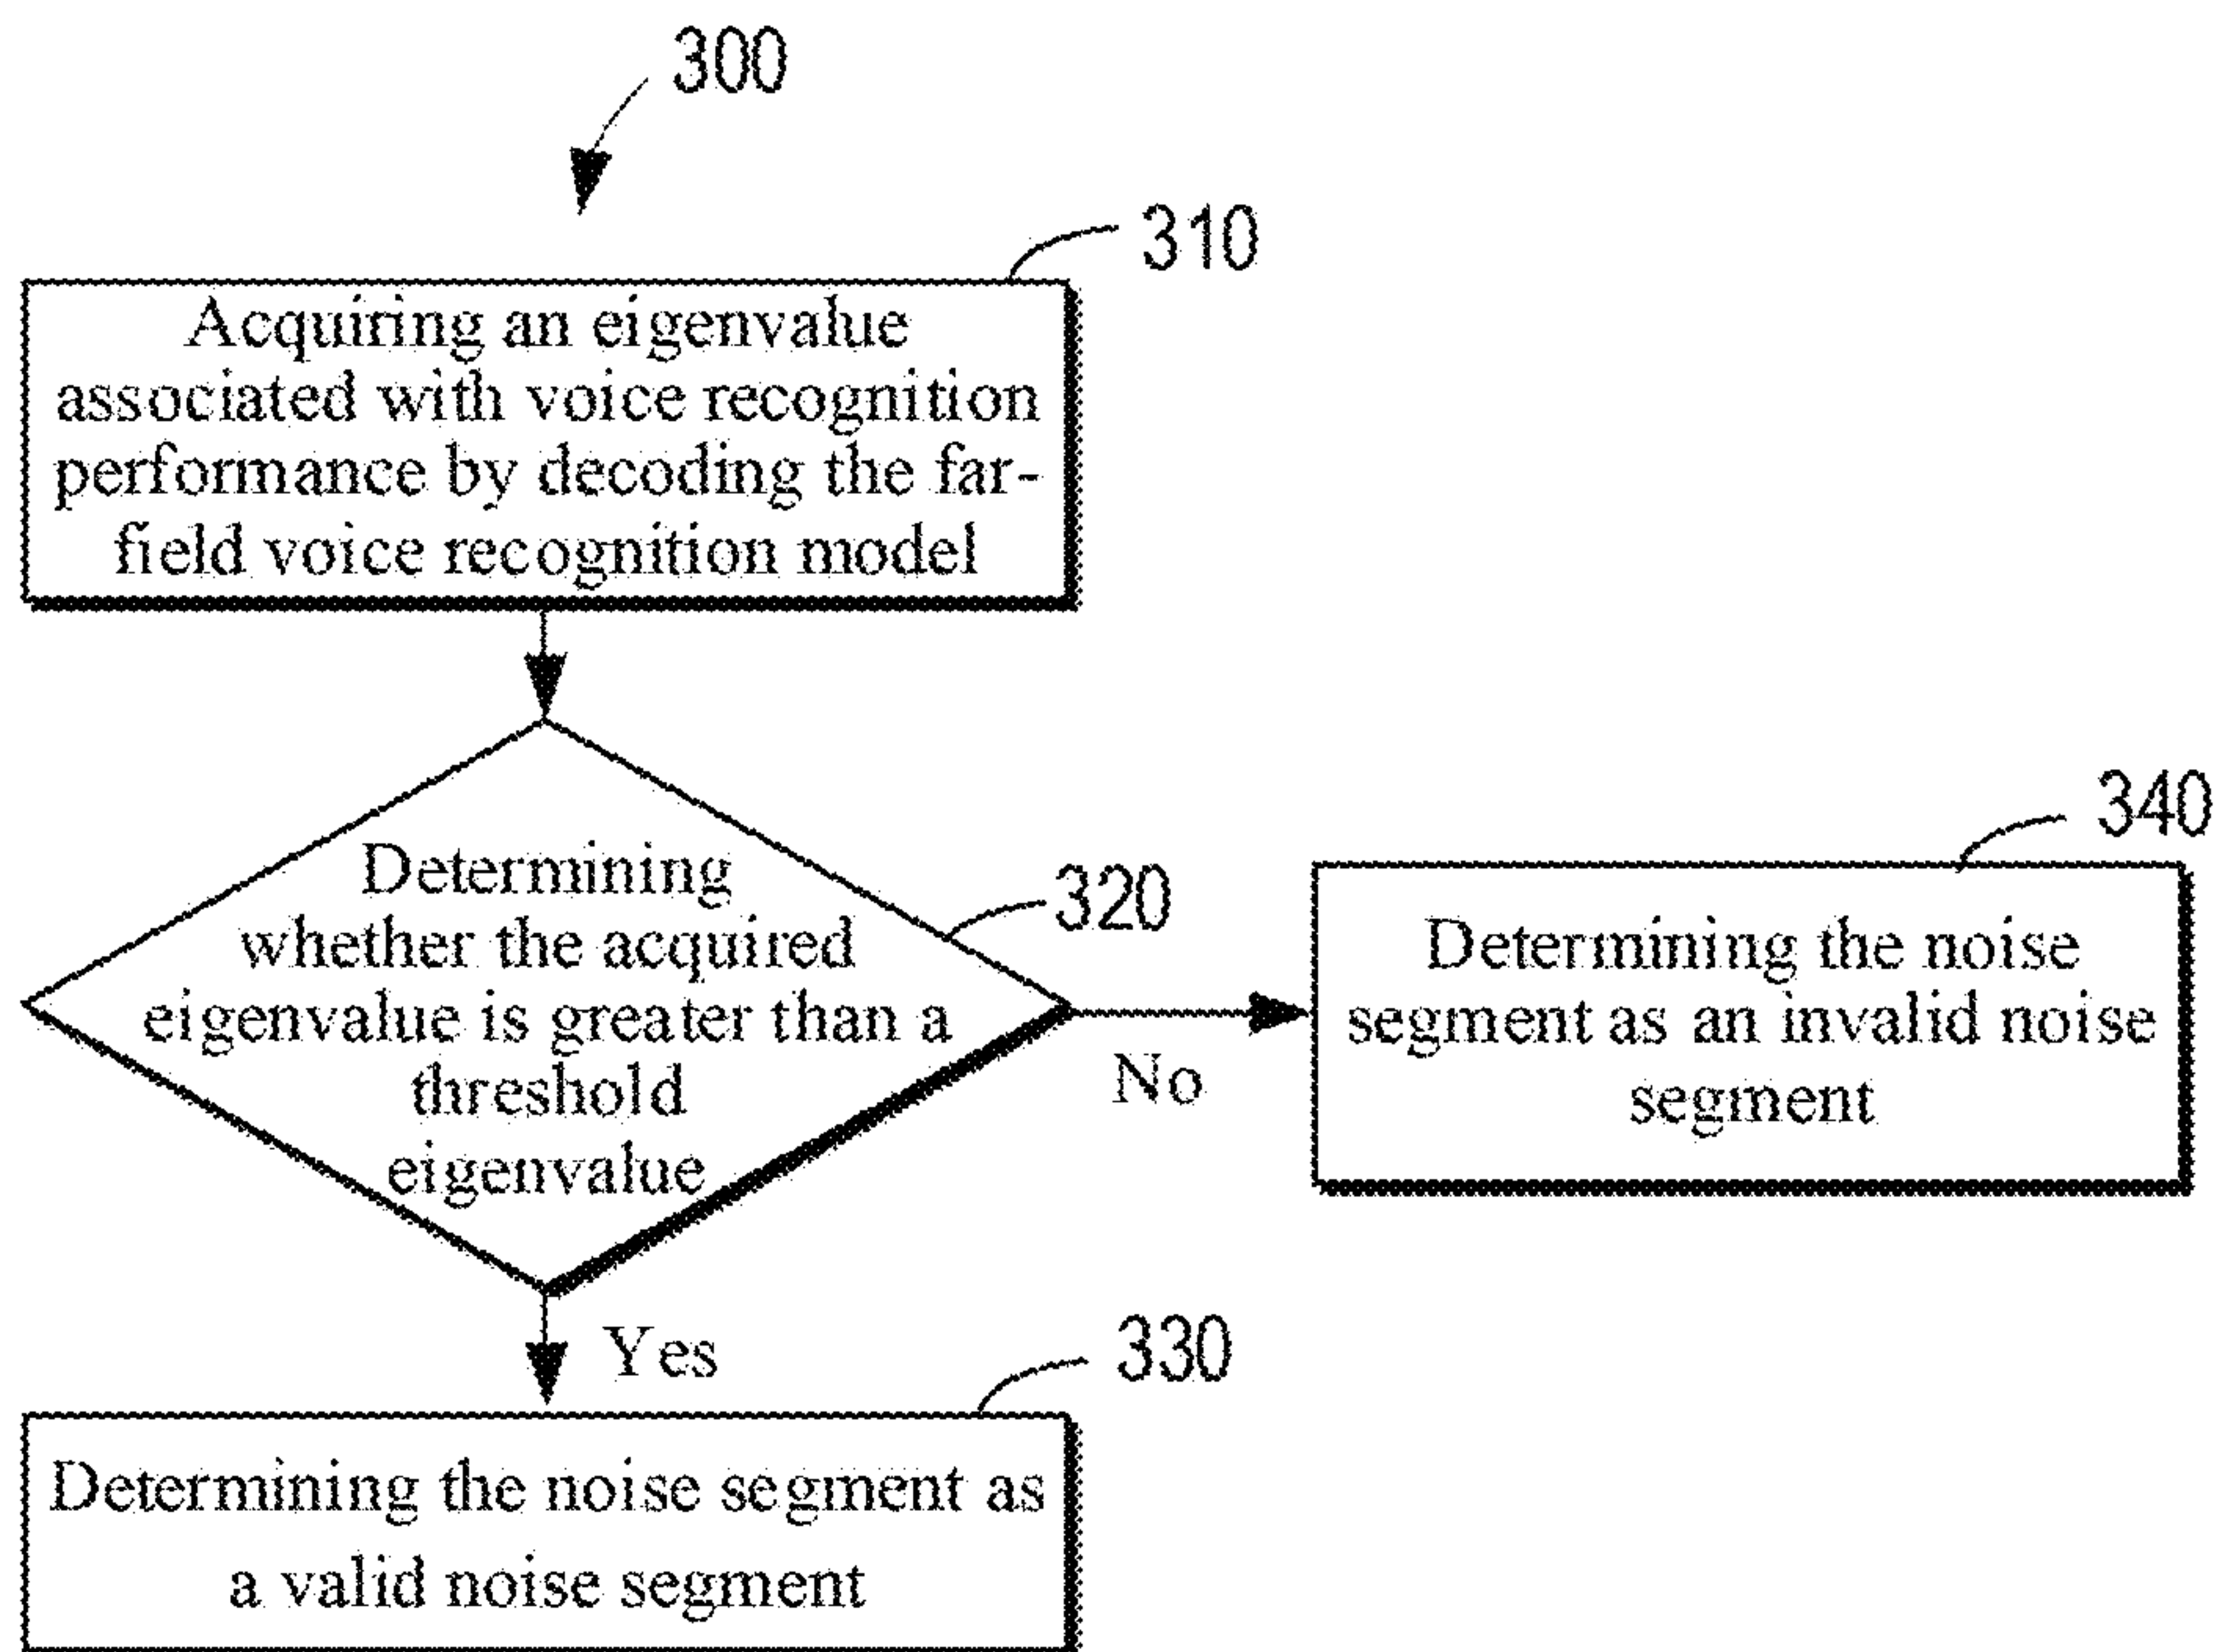 300
310
Acquiring an eigenvalue
associated with voice recognition
performance by decoding the far-
field voice recognition model
320
Determining
whether the acquired
eigenvalue is greater than a
threshold
eigenvalue
No
340
Determining the noise
segment as an invalid noise
segment
Yes
330
Determining the noise segment as
a valid noise segment